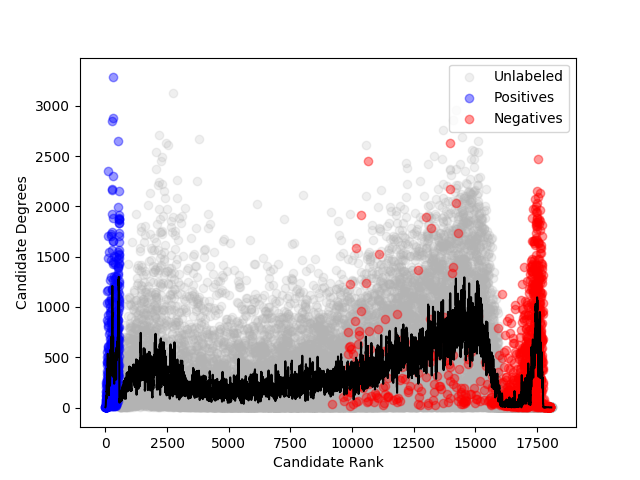 Unlabeled
Positives
Negatives
3000
2500
2000
1500
1000
500
0
Candidate Degrees
0 2500 5000 7500 10000 12500 15000 17500
Candidate Rank